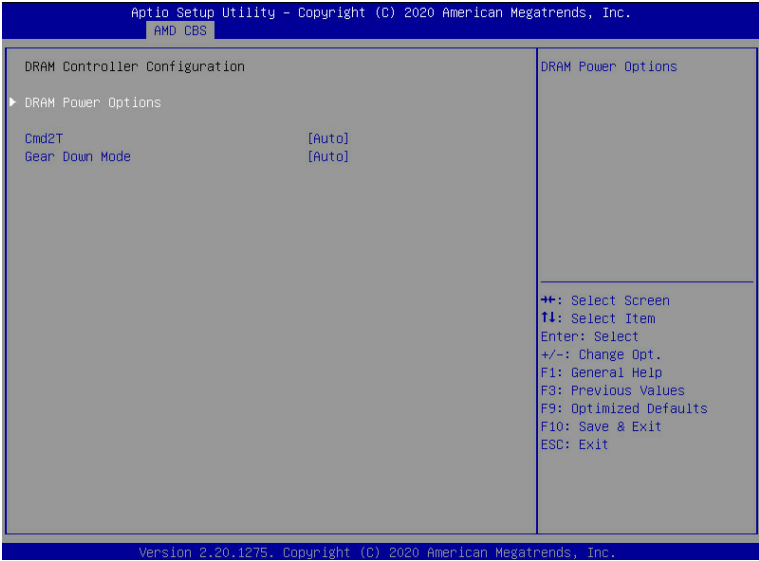 Aptio Setup Utility – Copyright (C) 2020 American Megatrends, Inc.
AMD CBS
DRAM Controller Configuration
DRAM Power Options
Cmd2T [Auto]
Gear Down Mode [Auto]
DRAM Power Options
→←: Select Screen
↑↓: Select Item
Enter: Select
+/-: Change Opt.
F1: General Help
F3: Previous Values
F9: Optimized Defaults
F10: Save & Exit
ESC: Exit
Version 2.20.1275. Copyright (C) 2020 American Megatrends, Inc.